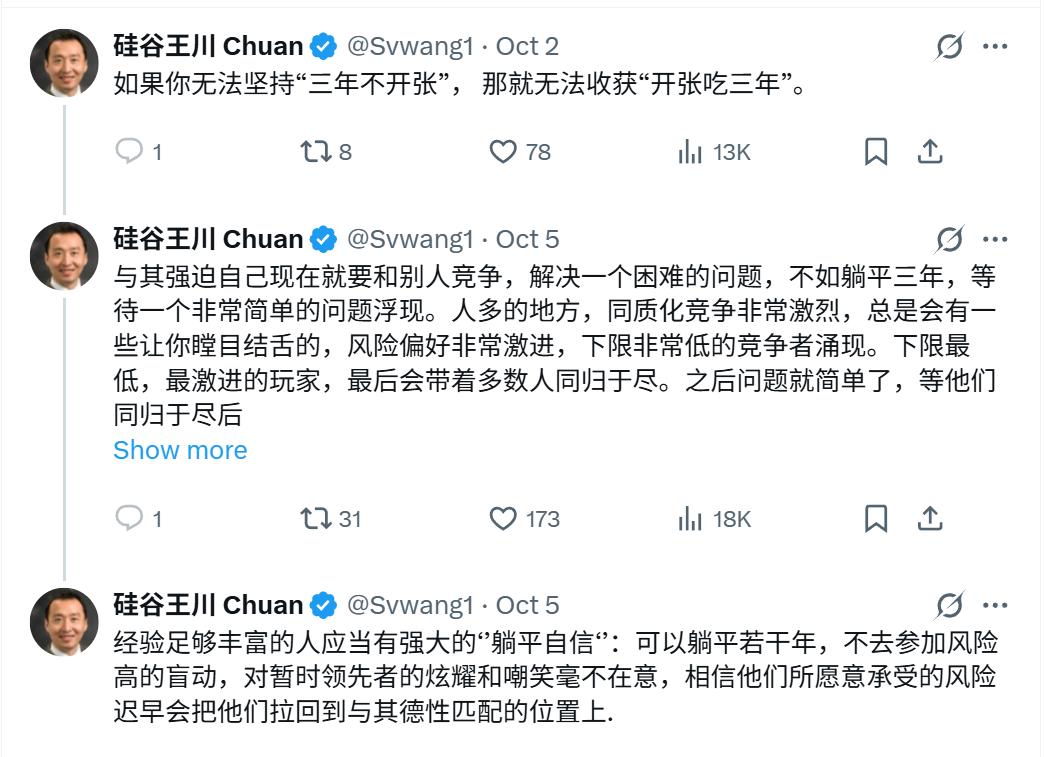 硅谷王川 Chuan @Svwang1 · Oct 2
如果你无法坚持“三年不开张”， 那就无法收获“开张吃三年”。
1 8 78 13K
硅谷王川 Chuan @Svwang1 · Oct 5
与其强迫自己现在就要和别人竞争，解决一个困难的问题，不如躺平三年，等
待一个非常简单的问题浮现。人多的地方，同质化竞争非常激烈，总是会有一
些让你瞠目结舌的，风险偏好非常激进，下限非常低的竞争者涌现。下限最
低，最激进的玩家，最后会带着多数人同归于尽。之后问题就简单了，等他们
同归于尽后
Show more
1 31 173 18K
硅谷王川 Chuan @Svwang1 · Oct 5
经验足够丰富的人应当有强大的‘’躺平自信‘’：可以躺平若干年，不去参加风险
高的盲动，对暂时领先者的炫耀和嘲笑毫不在意，相信他们所愿意承受的风险
迟早会把他们拉回到与其德性匹配的位置上.